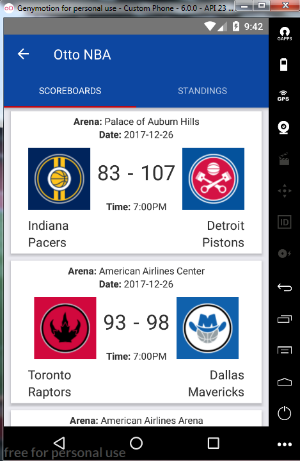 Genymotion for personal use - Custom Phone - 6.0.0 - API 23 ...
9:42
Otto NBA
SCOREBOARDS STANDINGS
Arena: Palace of Auburn Hills
Date: 2017-12-26
83 - 107
Time: 7:00PM
Indiana Pacers
Detroit Pistons
Arena: American Airlines Center
Date: 2017-12-26
93 - 98
Time: 7:00PM
Toronto Raptors
Dallas Mavericks
Arena: American Airlines Arena
free for personal use
GAPPS
GPS
ID